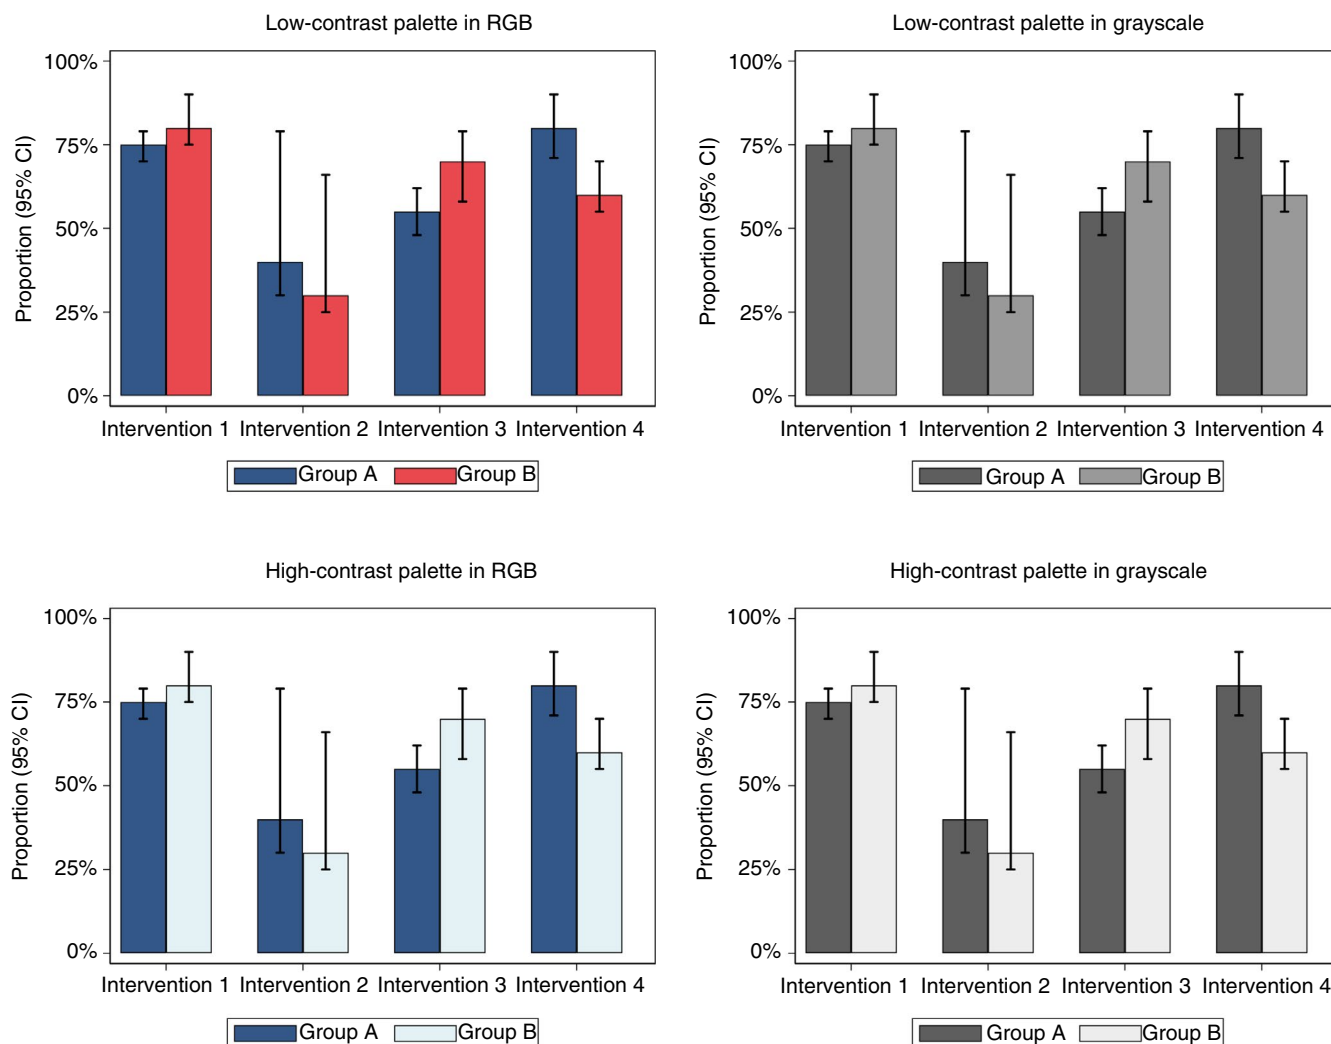 Low-contrast palette in RGB
Proportion (95% CI)
100%
75%
50%
25%
0%
Intervention 1 Intervention 2 Intervention 3 Intervention 4
Group A Group B
Low-contrast palette in grayscale
Proportion (95% CI)
100%
75%
50%
25%
0%
Intervention 1 Intervention 2 Intervention 3 Intervention 4
Group A Group B
High-contrast palette in RGB
Proportion (95% CI)
100%
75%
50%
25%
0%
Intervention 1 Intervention 2 Intervention 3 Intervention 4
Group A Group B
High-contrast palette in grayscale
Proportion (95% CI)
100%
75%
50%
25%
0%
Intervention 1 Intervention 2 Intervention 3 Intervention 4
Group A Group B